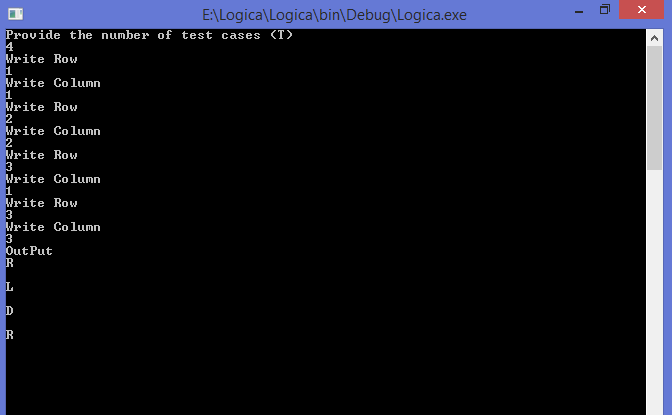 E:\Logica\Logica\bin\Debug\Logica.exe
Provide the number of test cases (T)
4
Write Row
1
Write Column
1
Write Row
2
Write Column
2
Write Row
3
Write Column
1
Write Row
3
Write Column
3
OutPut
R
L
D
R